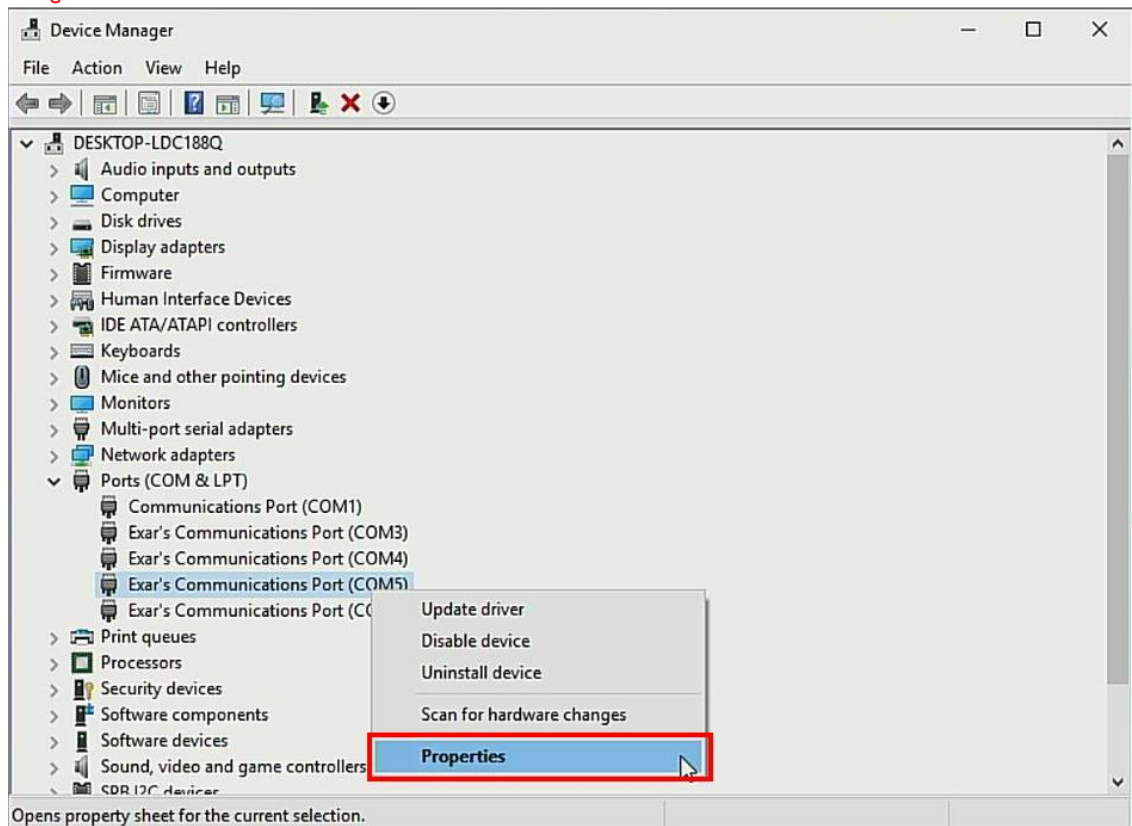 Device Manager
File Action View Help
DESKTOP-LDC188Q
Audio inputs and outputs
Computer
Disk drives
Display adapters
Firmware
Human Interface Devices
IDE ATA/ATAPI controllers
Keyboards
Mice and other pointing devices
Monitors
Multi-port serial adapters
Network adapters
Ports (COM & LPT)
Communications Port (COM1)
Exar's Communications Port (COM3)
Exar's Communications Port (COM4)
Exar's Communications Port (COM5)
Exar's Communications Port
Update driver
Disable device
Uninstall device
Scan for hardware changes
Properties
Print queues
Processors
Security devices
Software components
Software devices
Sound, video and game controllers
SPB I2C devices
Opens property sheet for the current selection.